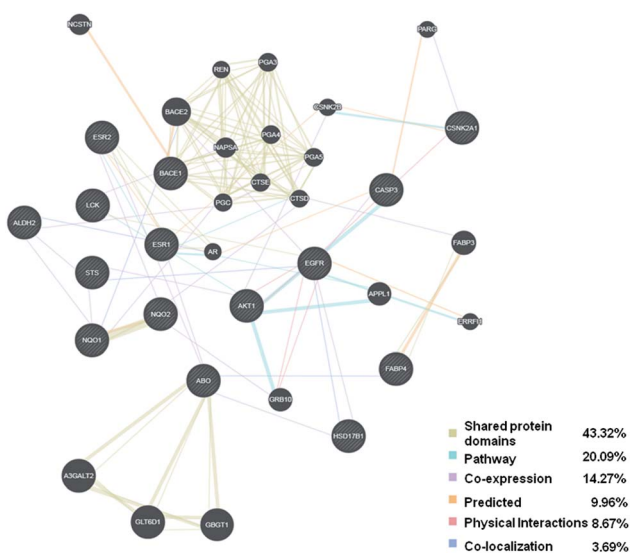 NCSTN
PARG
REN
PGA3
BACE2
CSNK2B
CSNK2A1
ESR2
PGA4
NAPSA
PGA5
BACE1
CTSE
CASP3
LCK
PGC
CTSD
ALDH2
ESR1
AR
FABP3
EGFR
STS
APPL1
AKT1
NQO2
ERRFI1
NQO1
FABP4
ABO
GRB10
HSD17B1
A3GALT2
GLT6D1
GBGT1
Shared protein
domains 43.32%
Pathway 20.09%
Co-expression 14.27%
Predicted 9.96%
Physical Interactions 8.67%
Co-localization 3.69%